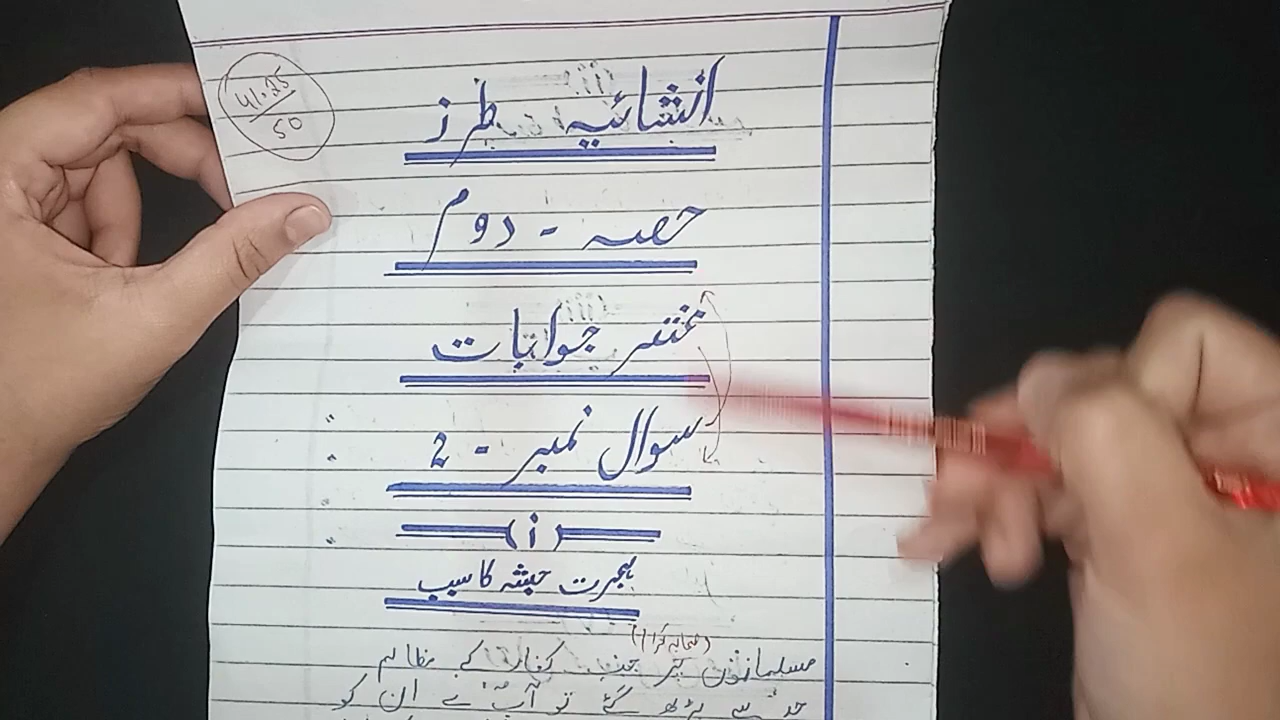 41.25
50
انشائیہ طرز
حصہ - دوم
مختصر جوابات
سوال نمبر - 2
(i)
ہجرت حبشہ کا سبب
(صحابہ کرام)
مسلمانوں پر جب کفار کے مظالم
حد سے بڑھ گئے تو آپؐ نے ان کو